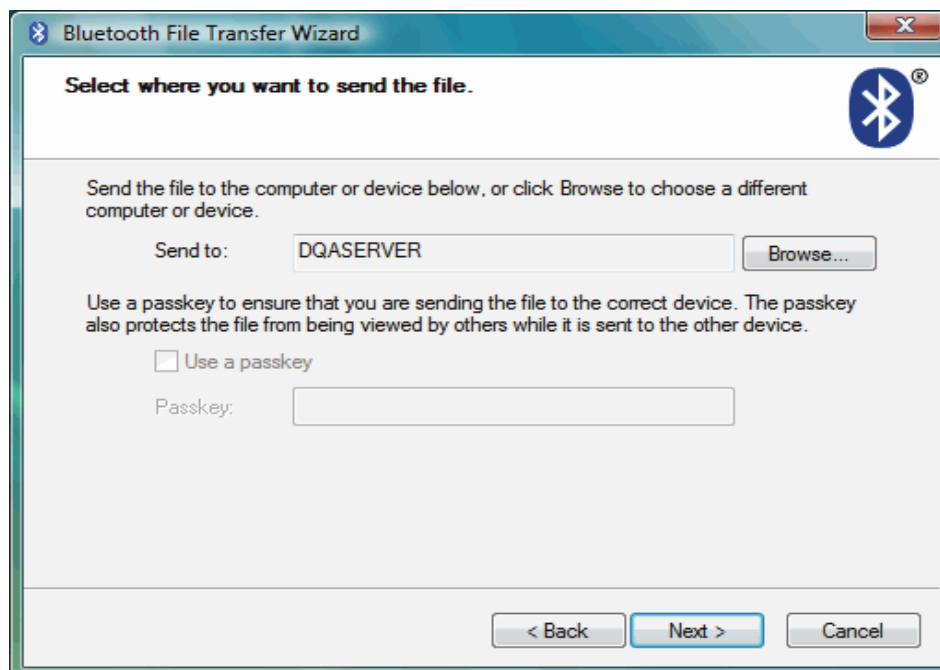 Bluetooth File Transfer Wizard
X
Select where you want to send the file.
®
Send the file to the computer or device below, or click Browse to choose a different
computer or device.
Send to: DQASERVER Browse...
Use a passkey to ensure that you are sending the file to the correct device. The passkey
also protects the file from being viewed by others while it is sent to the other device.
Use a passkey
Passkey:
< Back Next > Cancel